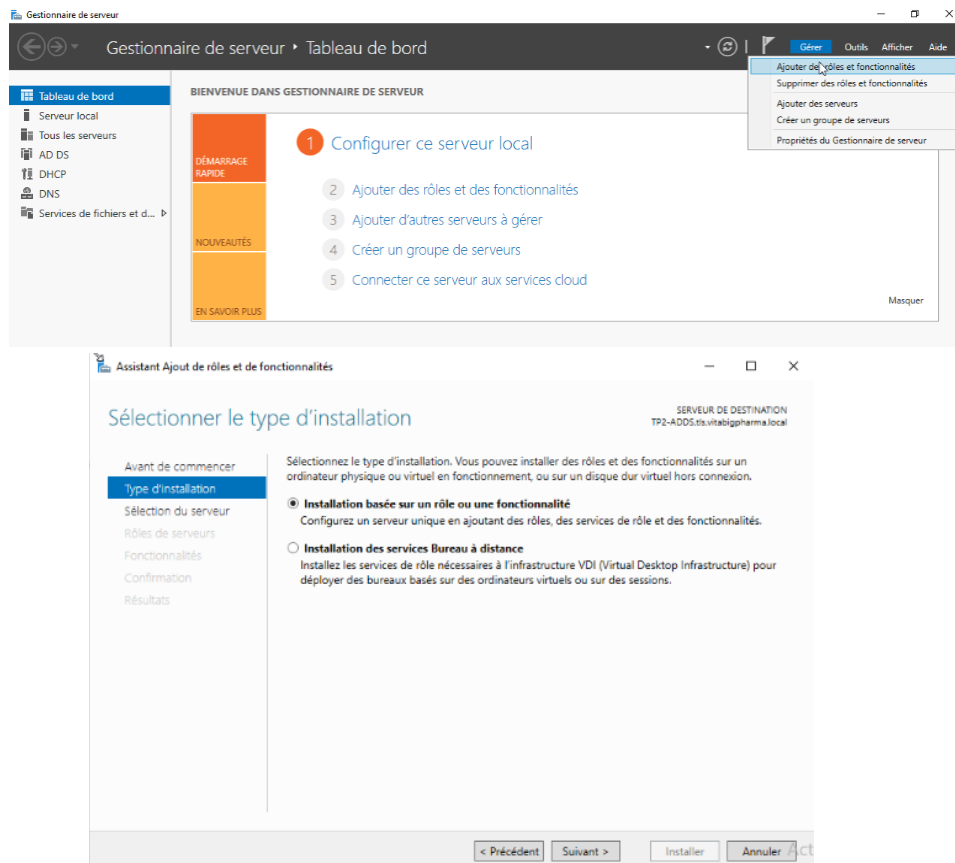 Gestionnaire de serveur
Gestionnaire de serveur ‣ Tableau de bord
Gérer Outils Afficher Aide
Ajouter des rôles et fonctionnalités
Supprimer des rôles et fonctionnalités
Ajouter des serveurs
Créer un groupe de serveurs
Propriétés du Gestionnaire de serveur
Tableau de bord
Serveur local
Tous les serveurs
AD DS
DHCP
DNS
Services de fichiers et d...
BIENVENUE DANS GESTIONNAIRE DE SERVEUR
DÉMARRAGE
RAPIDE
NOUVEAUTÉS
EN SAVOIR PLUS
1 Configurer ce serveur local
2 Ajouter des rôles et des fonctionnalités
3 Ajouter d'autres serveurs à gérer
4 Créer un groupe de serveurs
5 Connecter ce serveur aux services cloud
Masquer
Assistant Ajout de rôles et de fonctionnalités
Sélectionner le type d'installation
SERVEUR DE DESTINATION
TP2-ADDS.tls.vitabigpharma.local
Avant de commencer
Type d'installation
Sélection du serveur
Rôles de serveurs
Fonctionnalités
Confirmation
Résultats
Sélectionnez le type d'installation. Vous pouvez installer des rôles et des fonctionnalités sur un
ordinateur physique ou virtuel en fonctionnement, ou sur un disque dur virtuel hors connexion.
Installation basée sur un rôle ou une fonctionnalité
Configurez un serveur unique en ajoutant des rôles, des services de rôle et des fonctionnalités.
Installation des services Bureau à distance
Installez les services de rôle nécessaires à l'infrastructure VDI (Virtual Desktop Infrastructure) pour
déployer des bureaux basés sur des ordinateurs virtuels ou sur des sessions.
< Précédent Suivant > Installer Annuler Act